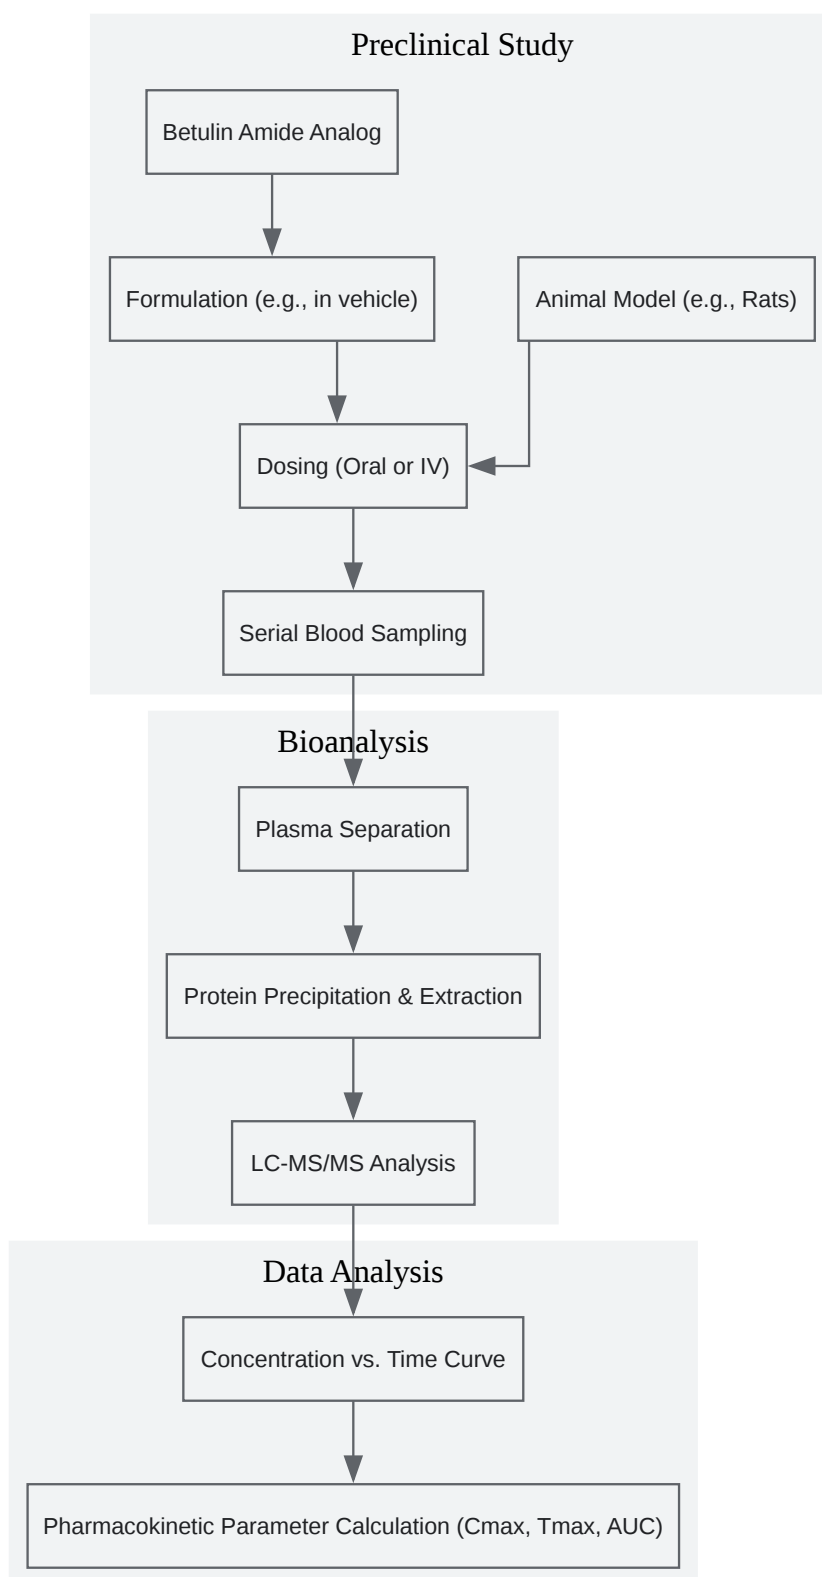 Preclinical Study
Betulin Amide Analog
Formulation (e.g., in vehicle)
Animal Model (e.g., Rats)
Dosing (Oral or IV)
Serial Blood Sampling
Bioanalysis
Plasma Separation
Protein Precipitation & Extraction
LC-MS/MS Analysis
Data Analysis
Concentration vs. Time Curve
Pharmacokinetic Parameter Calculation (Cmax, Tmax, AUC)